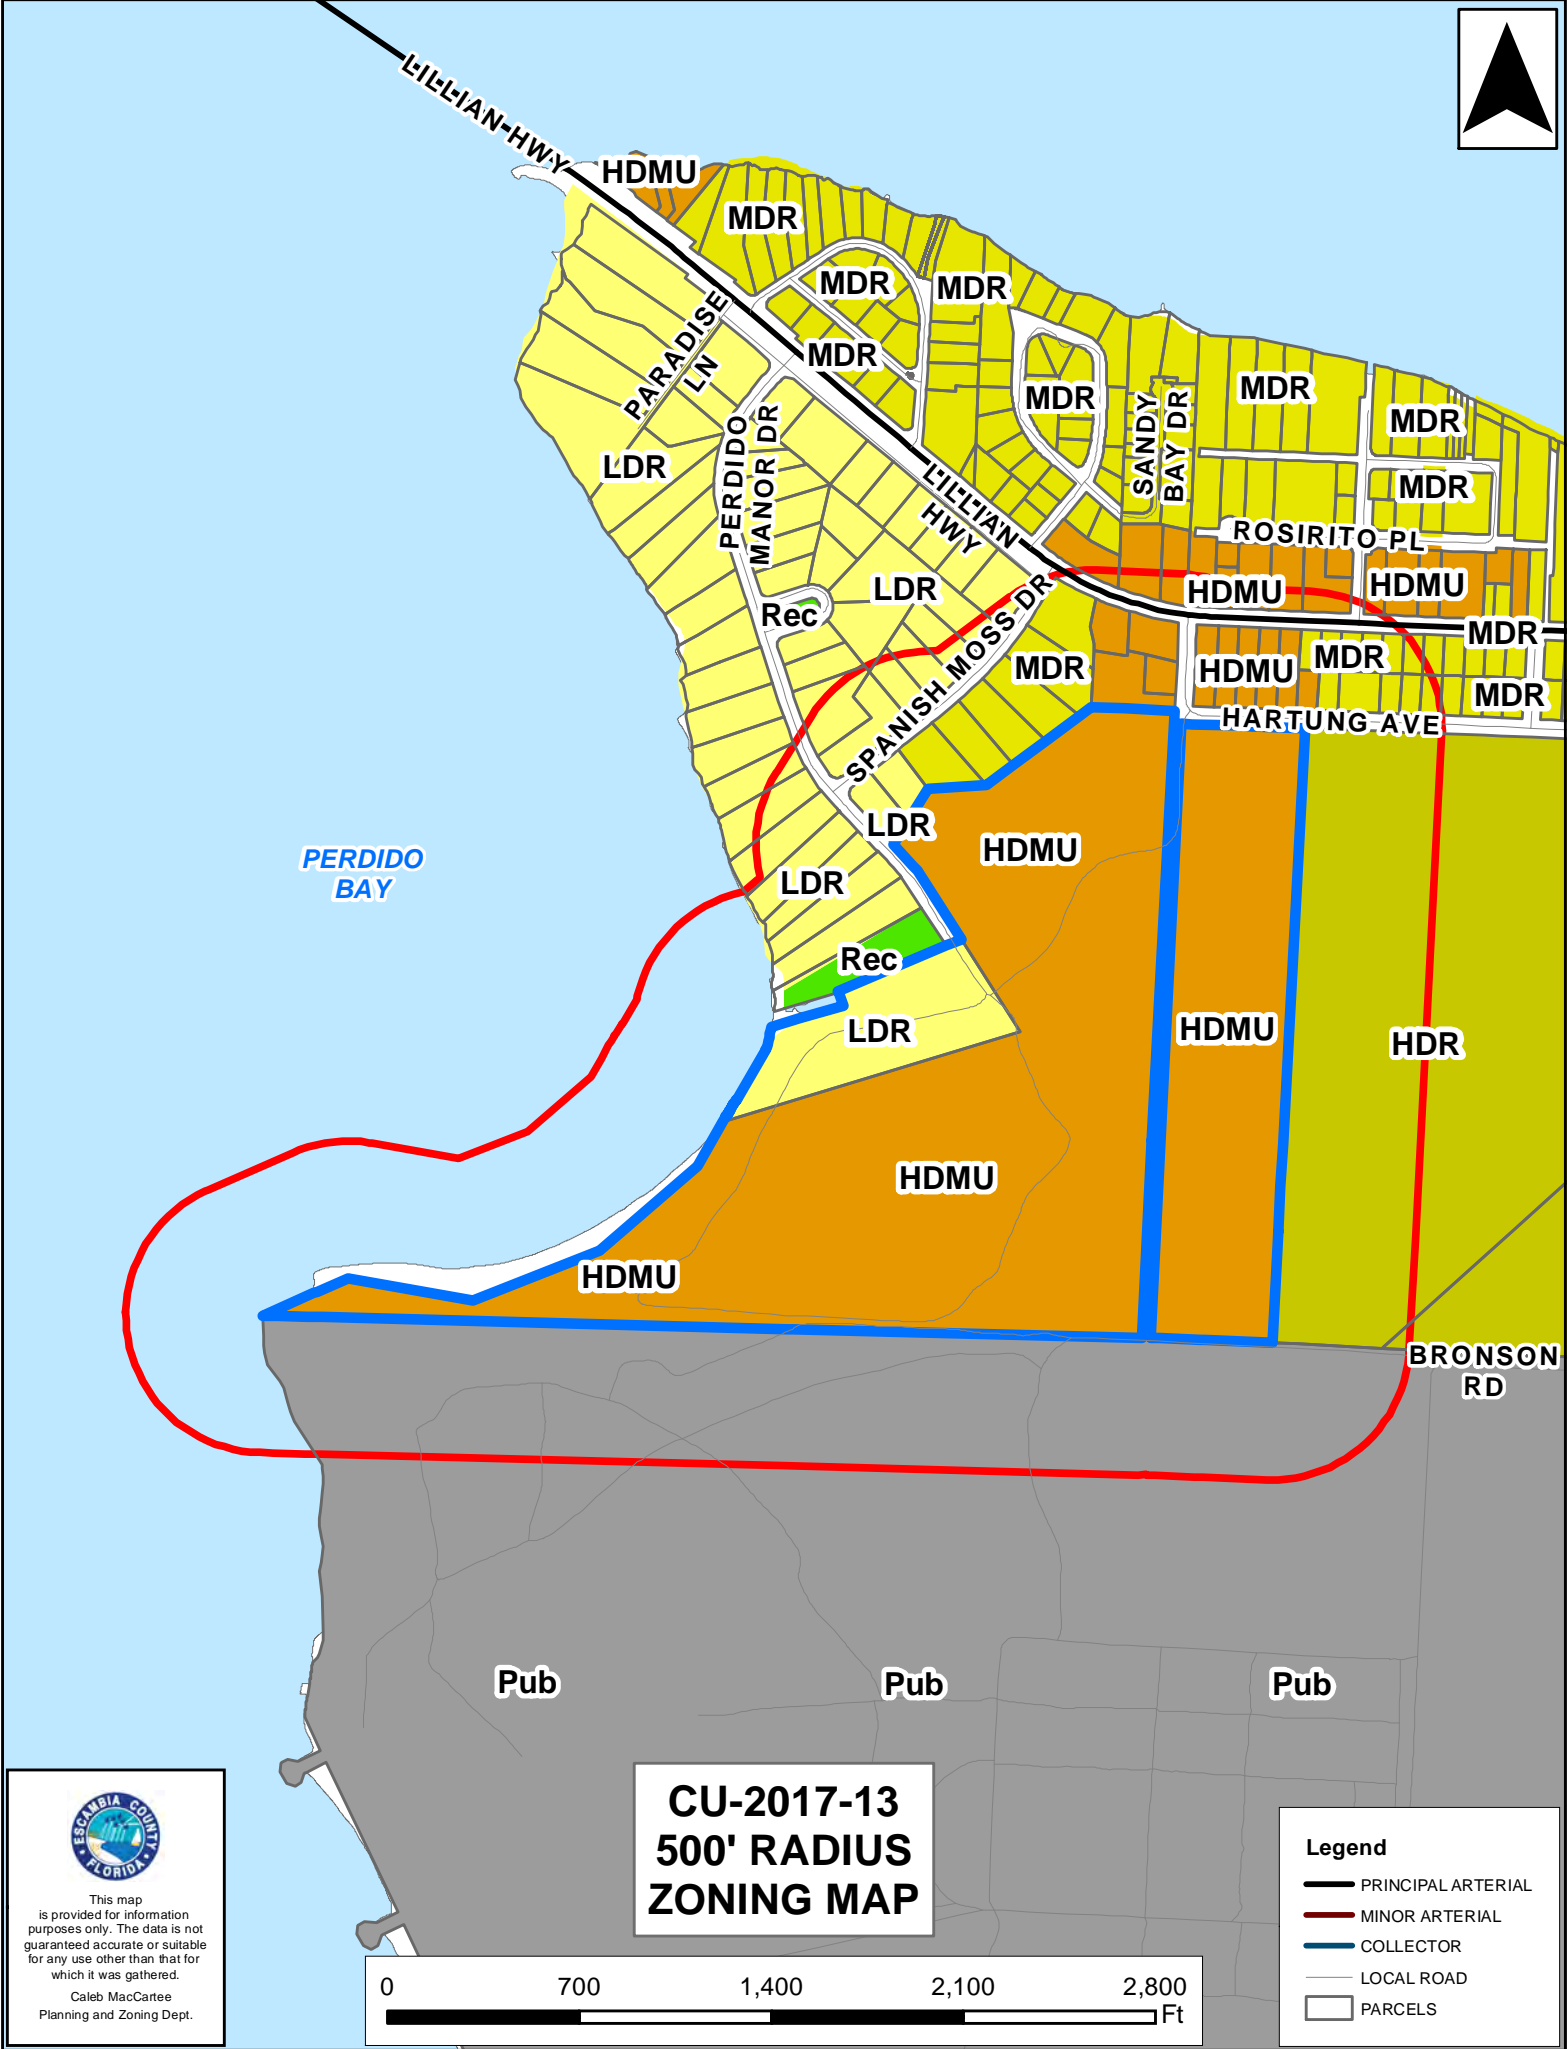 LILLIAN HWY
HDMU
MDR
MDR
MDR
PARADISE
LN
MDR
MDR
SANDY
BAY DR
MDR
MDR
PERDIDO
MANOR DR
LDR
LILLIAN
HWY
MDR
ROSIRITO PL
LDR
HDMU
HDMU
Rec
SPANISH MOSS DR
MDR
MDR
HDMU
MDR
MDR
HARTUNG AVE
LDR
HDMU
PERDIDO
BAY
LDR
Rec
LDR
HDMU
HDR
HDMU
HDMU
BRONSON
RD
Pub
Pub
Pub
CU-2017-13
500' RADIUS
ZONING MAP
ESCAMBIA COUNTY
FLORIDA
This map
is provided for information
purposes only. The data is not
guaranteed accurate or suitable
for any use other than that for
which it was gathered.
Caleb MacCartee
Planning and Zoning Dept.
0 700 1,400 2,100 2,800
Ft
Legend
PRINCIPAL ARTERIAL
MINOR ARTERIAL
COLLECTOR
LOCAL ROAD
PARCELS